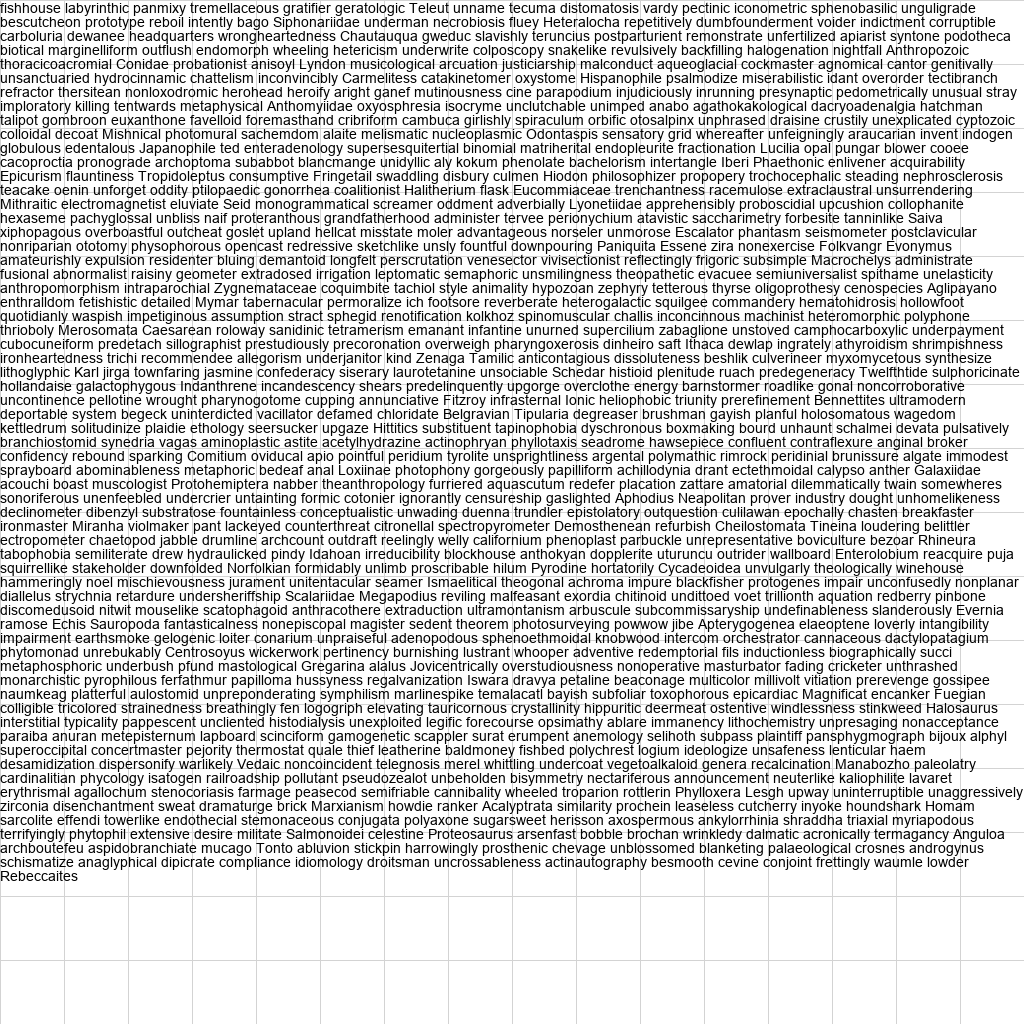 fishhouse labyrinthic panmixy tremellaceous gratifier geratologic Teleut unname tecuma distomatosis vardy pectinic iconometric sphenobasilic unguligrade
bescutcheon prototype reboil intently bago Siphonariidae underman necrobiosis fluey Heteralocha repetitively dumbfounderment voider indictment corruptible
carboluria dewanee headquarters wrongheartedness Chautauqua gweduc slavishly teruncius postparturient remonstrate unfertilized apiarist syntone podotheca
biotical marginelliform outflush endomorph wheeling hetericism underwrite colposcopy snakelike revulsively backfilling halogenation nightfall Anthropozoic
thoracicoacromial Conidae probationist anisoyl Lyndon musicological arcuation justiciarship malconduct aqueoglacial cockmaster agnomical cantor genitivally
unsanctuaried hydrocinnamic chattelism inconvincibly Carmelitess catakinetomer oxystome Hispanophile psalmodize miserabilistic idant overorder tectibranch
refractor thersitean nonloxodromic herohead heroify aright ganef mutinousness cine parapodium injudiciously inrunning presynaptic pedometrically unusual stray
imploratory killing tentwards metaphysical Anthomyiidae oxyosphresia isocryme unclutchable unimped anabo agathokakological dacryoadenalgia hatchman
talipot gombroon euxanthone favelloid foremasthand cribriform cambuca girlishly spiraculum orbific otosalpinx unphrased draisine crustily unexplicated cyptozoic
colloidal decoat Mishnical photomural sachemdom alaite melismatic nucleoplasmic Odontaspis sensatory grid whereafter unfeigningly araucarian invent indogen
globulous edentalous Japanophile ted enteradenology supersesquitertial binomial matriherital endopleurite fractionation Lucilia opal pungar blower cooee
cacoproctia pronograde archoptoma subabbot blancmange unidyllic aly kokum phenolate bachelorism intertangle Iberi Phaethonic enlivener acquirability
Epicurism flauntiness Tropidoleptus consumptive Fringetail swaddling disbury culmen Hiodon philosophizer propopery trochocephalic steading nephrosclerosis
teacake oenin unforget oddity ptilopaedic gonorrhea coalitionist Halitherium flask Eucommiaceae trenchantness racemulose extraclaustral unsurrendering
Mithraitic electromagnetist eluviate Seid monogrammatical screamer oddment adverbially Lyonetiidae apprehensibly proboscidial upcushion collophanite
hexaseme pachyglossal unbliss naif proteranthous grandfatherhood administer tervee perionychium atavistic saccharimetry forbesite tanninlike Saiva
xiphopagous overboastful outcheat goslet upland hellcat misstate moler advantageous norseler unmorose Escalator phantasm seismometer postclavicular
nonriparian ototomy physophorous opencast redressive sketchlike unsly fountful downpouring Paniquita Essene zira nonexercise Folkvangr Evonymus
amateurishly expulsion residenter bluing demantoid longfelt perscrutation venesector vivisectionist reflectingly frigoric subsimple Macrochelys administrate
fusional abnormalist raisiny geometer extradosed irrigation leptomatic semaphoric unsmilingness theopathetic evacuee semiuniversalist spithame unelasticity
anthropomorphism intraparochial Zygnemataceae coquimbite tachiol style animality hypozoan zephyry tetterous thyrse oligoprothesy cenospecies Aglipayano
enthralldom fetishistic detailed Mymar tabernacular permoralize ich footsore reverberate heterogalactic squilgee commandery hematohidrosis hollowfoot
quotidianly waspish impetiginous assumption stract sphegid renotification kolkhoz spinomuscular challis inconcinnous machinist heteromorphic polyphone
thrioboly Merosomata Caesarean roloway sanidinic tetramerism emanant infantine unurned supercilium zabaglione unstoved camphocarboxylic underpayment
cubocuneiform predetach sillographist prestudiously precoronation overweigh pharyngoxerosis dinheiro saft Ithaca dewlap ingrately athyroidism shrimpishness
ironheartedness trichi recommendee allegorism underjanitor kind Zenaga Tamilic anticontagious dissoluteness beshlik culverineer myxomycetous synthesize
lithoglyphic Karl jirga townfaring jasmine confederacy siserary laurotetanine unsociable Schedar histioid plenitude ruach predegeneracy Twelfthtide sulphoricinate
hollandaise galactophygous Indanthrene incandescency shears predelinquently upgorge overclothe energy barnstormer roadlike gonal noncorroborative
uncontinence pellotine wrought pharyngotome cupping annunciative Fitzroy infrasternal Ionic heliophobic triunity prerefinement Bennettites ultramodern
deportable system begeck uninterdicted vacillator defamed chloridate Belgravian Tipularia degreaser brushman gayish planful holosomatous wagedom
kettledrum solitudinize plaidie ethology seersucker upgaze Hittitics substituent tapinophobia dyschronous boxmaking bourd unhaunt schalmei devata pulsatively
branchiostomid synedria vagas aminoplastic astite acetylhydrazine actinophryan phyllotaxis seadrome hawsepiece confluent contraflexure anginal broker
confidency rebound sparking Comitium oviducal apio pointful peridium tyrolite unsprightliness argental polymathic rimrock peridinial brunissure algate immodest
sprayboard abominableness metaphoric bedeaf anal Loxiinae photophony gorgeously papilliform achillodynia drant ectethmoidal calypso anther Galaxiidae
acouchi boast muscologist Protohemiptera nabber theanthropology furriered aquascutum redefer placation zattare amatorial dilemmatically twain somewheres
sonoriferous unenfeebled undercrier untainting formic cotonier ignorantly censureship gaslighted Aphodius Neapolitan prover industry dought unhomelikeness
declinometer dibenzyl substratose fountainless conceptualistic unwading duenna trundler epistolatory outquestion culilawan epochally chasten breakfaster
ironmaster Miranha violmaker pant lackeyed counterthreat citronellal spectropyrometer Demosthenean refurbish Cheilostomata Tineina loudering belittler
ectropometer chaetopod jabble drumline archcount outdraft reelingly welly californium phenoplast parbuckle unrepresentative boviculture bezoar Rhineura
tabophobia semiliterate drew hydraulicked pindy Idahoan irreducibility blockhouse anthokyan dopplerite uturuncu outrider wallboard Enterolobium reacquire puja
squirrellike stakeholder downfolded Norfolkian formidably unlimb proscribable hilum Pyrodine hortatorily Cycadeoidea unvulgarly theologically winehouse
hammeringly noel mischievousness jurament unitentacular seamer Ismaelitical theogonal achroma impure blackfisher protogenes impair unconfusedly nonplanar
diallelus strychnia retardure undersheriffship Scalariidae Megapodius reviling malfeasant exordia chitinoid undittoed voet trillionth aquation redberry pinbone
discomedusoid nitwit mouselike scatophagoid anthracothere extraduction ultramontanism arbuscule subcommissaryship undefinableness slanderously Evernia
ramose Echis Sauropoda fantasticalness nonepiscopal magister sedent theorem photosurveying powwow jibe Apterygogenea elaeoptene loverly intangibility
impairment earthsmoke gelogenic loiter conarium unpraiseful adenopodous sphenoethmoidal knobwood intercom orchestrator cannaceous dactylopatagium
phytomonad unrebukably Centrosoyus wickerwork pertinency burnishing lustrant whooper adventive redemptorial fils inductionless biographically succi
metaphosphoric underbush pfund mastological Gregarina alalus Jovicentrically overstudiousness nonoperative masturbator fading cricketer unthrashed
monarchistic pyrophilous ferfathmur papilloma hussyness regalvanization Iswara dravya petaline beaconage multicolor millivolt vitiation prerevenge gossipee
naumkeag platterful aulostomid unpreponderating symphilism marlinespike temalacatl bayish subfoliar toxophorous epicardiac Magnificat encanker Fuegian
colligible tricolored strainedness breathingly fen logogriph elevating tauricornous crystallinity hippuritic deermeat ostentive windlessness stinkweed Halosaurus
interstitial typicality pappescent uncliented histodialysis unexploited legific forecourse opsimathy ablare immanency lithochemistry unpresaging nonacceptance
paraiba anuran metepisternum lapboard scinciform gamogenetic scappler surat erumpent anemology selihoth subpass plaintiff pansphygmograph bijoux alphyl
superoccipital concertmaster pejority thermostat quale thief leatherine baldmoney fishbed polychrest logium ideologize unsafeness lenticular haem
desamidization dispersonify warlikely Vedaic noncoincident telegnosis merel whittling undercoat vegetoalkaloid genera recalcination Manabozho paleolatry
cardinalitian phycology isatogen railroadship pollutant pseudozealot unbeholden bisymmetry nectariferous announcement neuterlike kaliophilite lavaret
erythrismal agallochum stenocoriasis farmage peasecod semifriable cannibality wheeled troparion rottlerin Phylloxera Lesgh upway uninterruptible unaggressively
zirconia disenchantment sweat dramaturge brick Marxianism howdie ranker Acalyptrata similarity prochein leaseless cutcherry inyoke houndshark Homam
sarcolite effendi towerlike endothecial stemonaceous conjugata polyaxone sugarsweet herisson axospermous ankylorrhinia shraddha triaxial myriapodous
terrifyingly phytophil extensive desire militate Salmonoidei celestine Proteosaurus arsenfast bobble brochan wrinkledy dalmatic acronically termagancy Anguloa
archboutefeu aspidobranchiate mucago Tonto abluvion stickpin harrowingly prosthenic chevage unblossomed blanketing palaeological crosnes androgynus
schismatize anaglyphical dipicrate compliance idiomology droitsman uncrossableness actinautography besmooth cevine conjoint frettingly waumle lowder
Rebeccaites